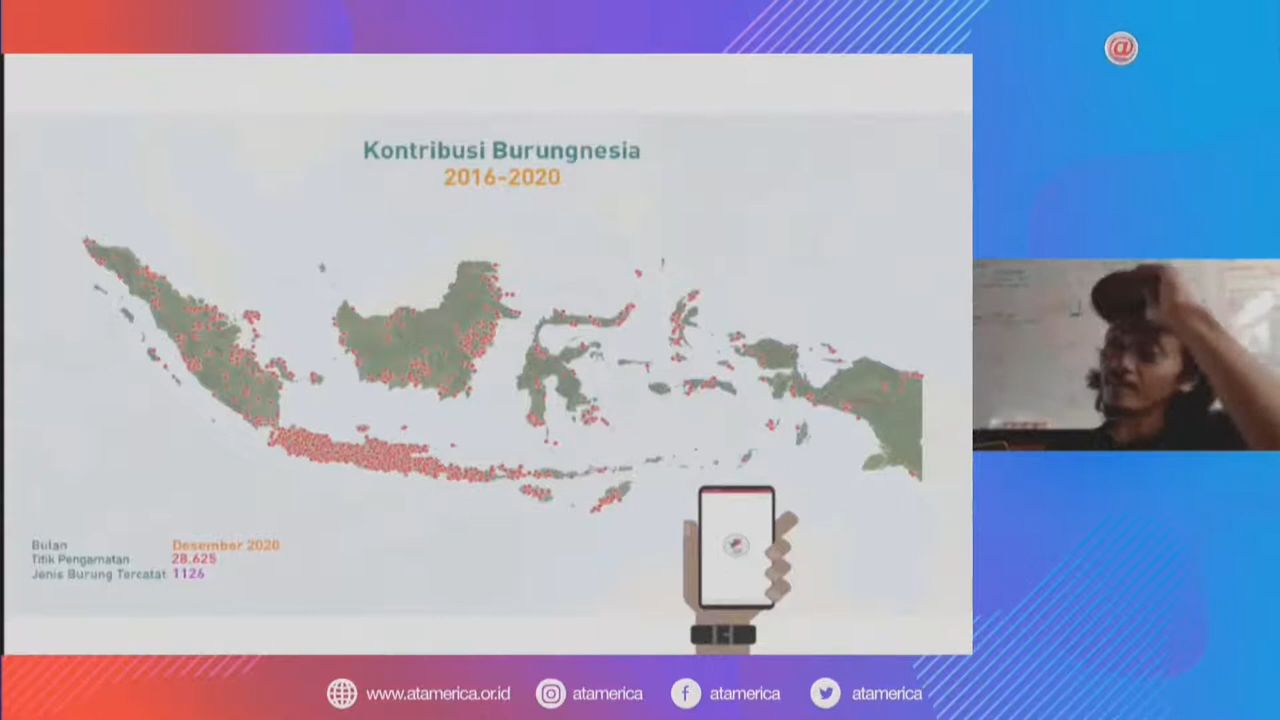 @
Kontribusi Burungnesia
2016-2020
Bulan Desember 2020
Titik Pengamatan 28.625
Jenis Burung Tercatat 1126
www.atamerica.or.id atamerica atamerica atamerica